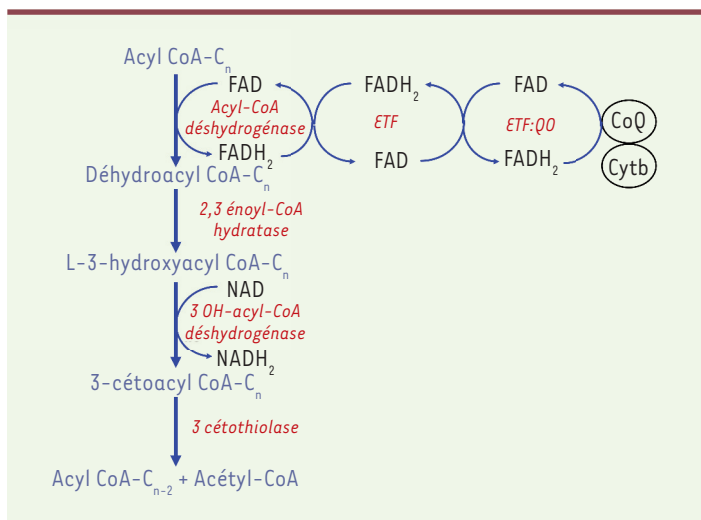 Acyl CoA-Cₙ
FAD FADH₂ FAD
Acyl-CoA ETF ETF:QO CoQ
déshydrogénase
FADH₂ FAD FADH₂ Cytb
Déhydroacyl CoA-Cₙ
2,3 énoyl-CoA
hydratase
L-3-hydroxyacyl CoA-Cₙ
NAD
3 OH-acyl-CoA
déshydrogénase
NADH₂
3-cétoacyl CoA-Cₙ
3 cétothiolase
Acyl CoA-Cₙ₋₂ + Acétyl-CoA